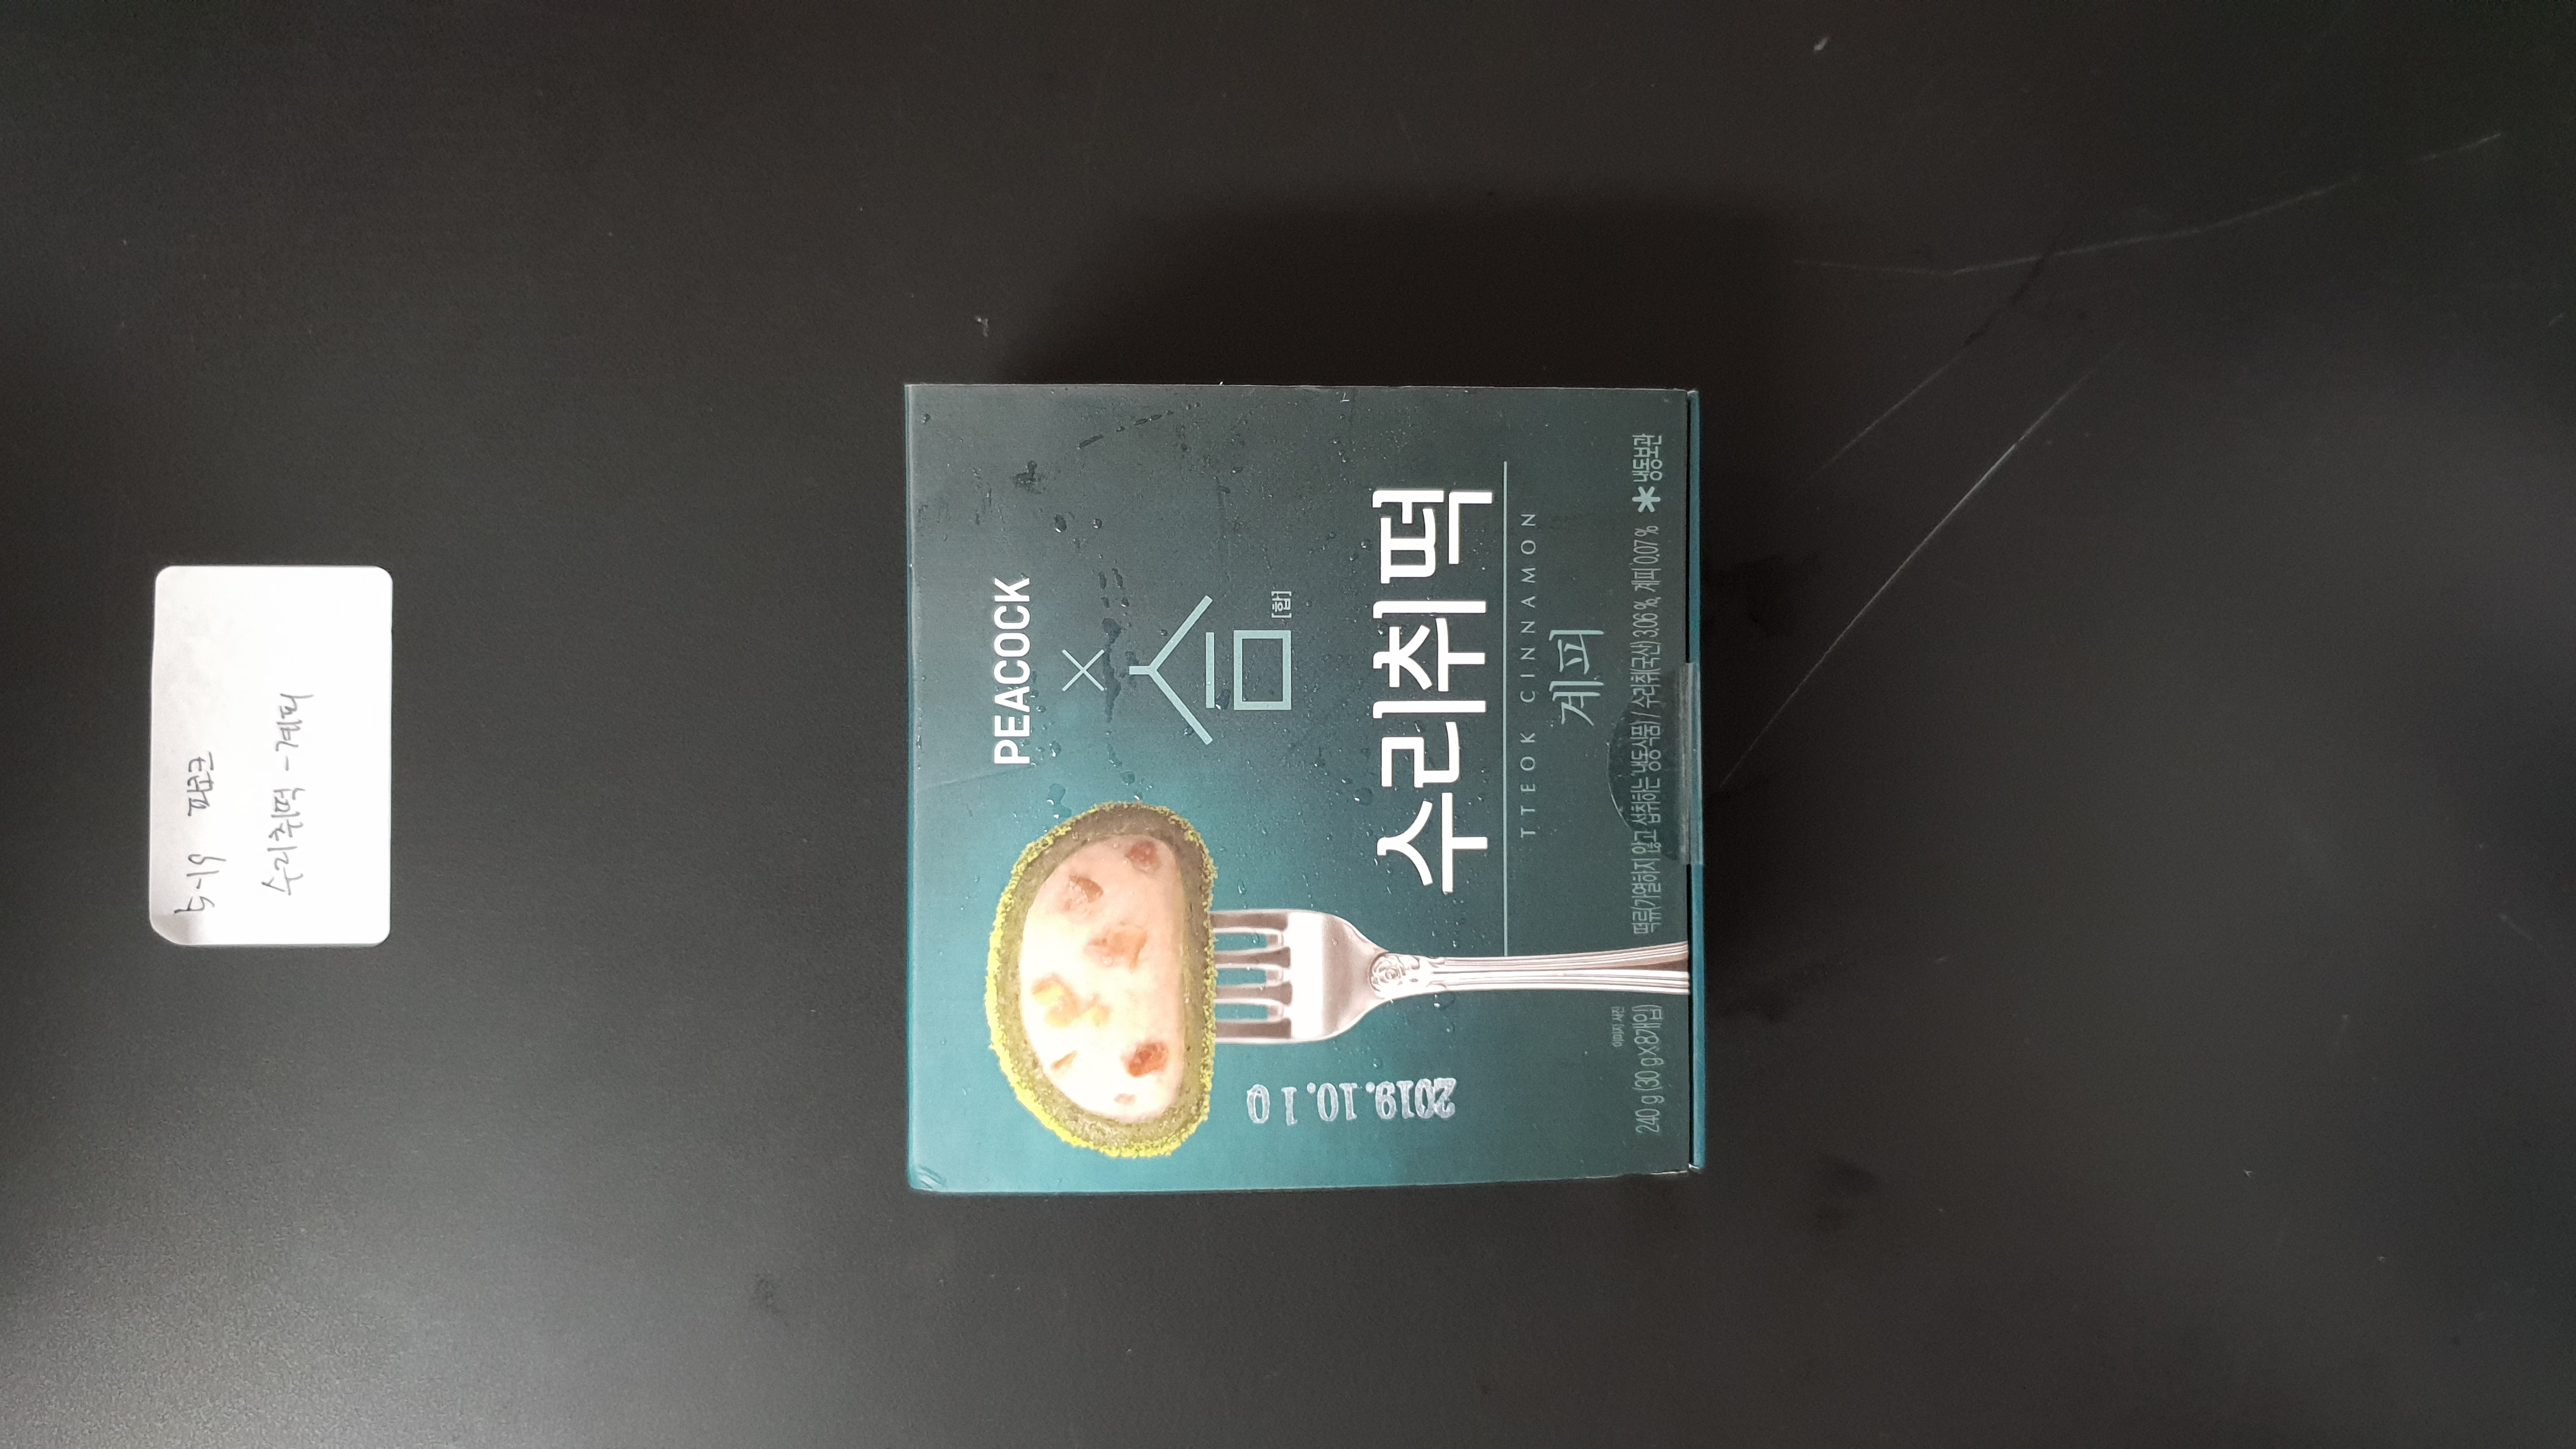 5-19 피코크
수리취떡 -계피
PEACOCK
×
合
[합]
2019.10.10
수리취떡
TTEOK CINNAMON
계피
이미지 사진
240 g (30 g×8개입)
떡류(가열하지 않고 섭취하는 냉동식품) / 수리취(국산) 3.06 %, 계피 0.07 %
냉동보관